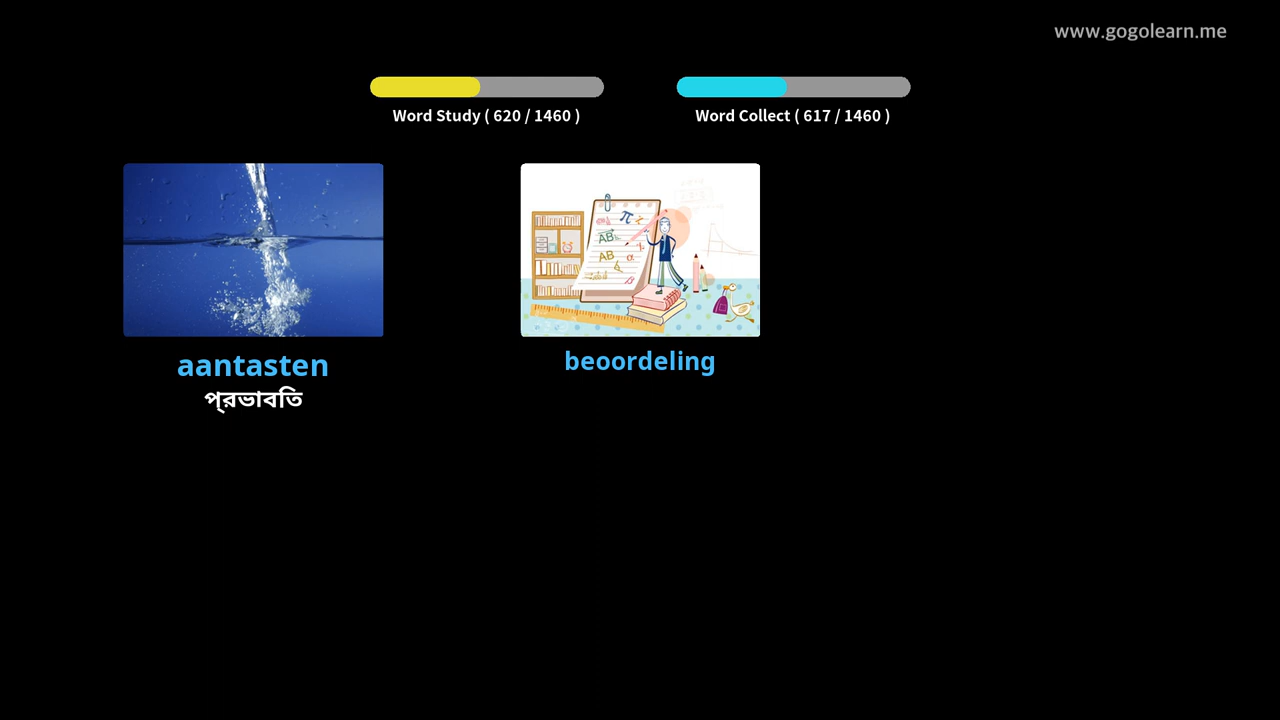 www.gogolearn.me
Word Study ( 620 / 1460 )
Word Collect ( 617 / 1460 )
aantasten
প্রভাবতি
beoordeling